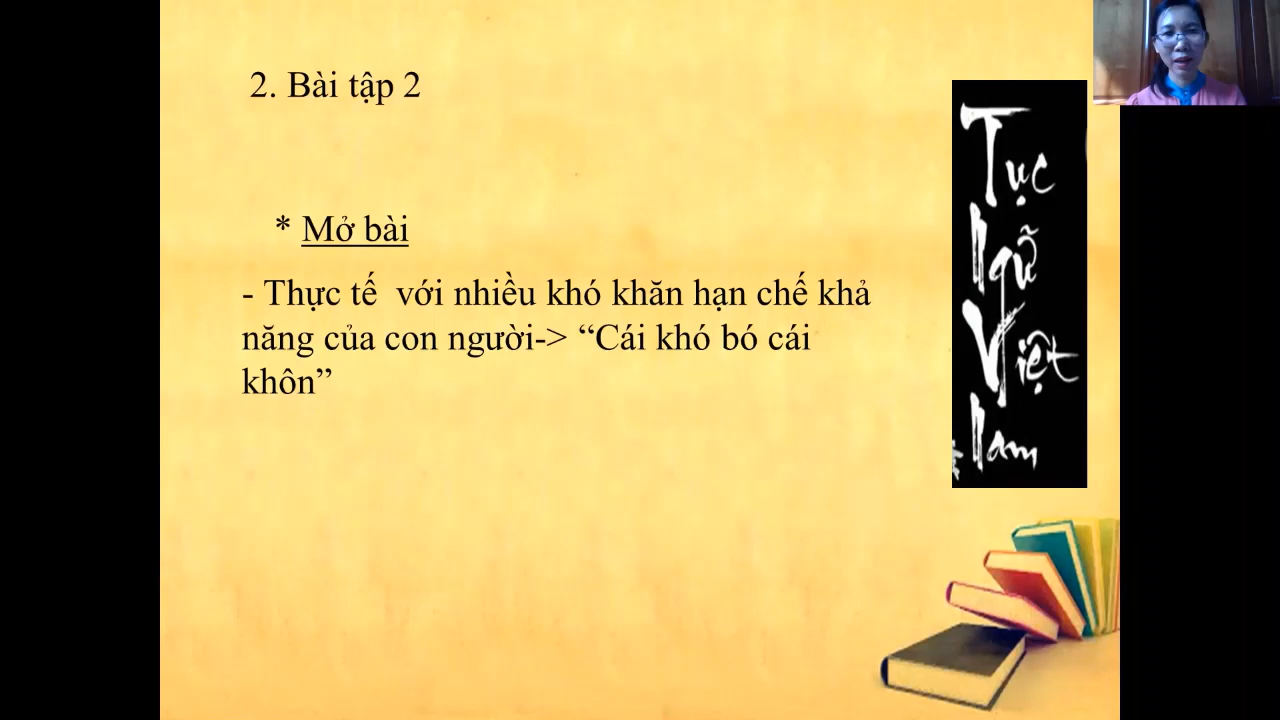 2. Bài tập 2
* Mở bài
- Thực tế với nhiều khó khăn hạn chế khả
năng của con người-> “Cái khó bó cái
khôn”
Tục
Ngữ
Việt
Nam